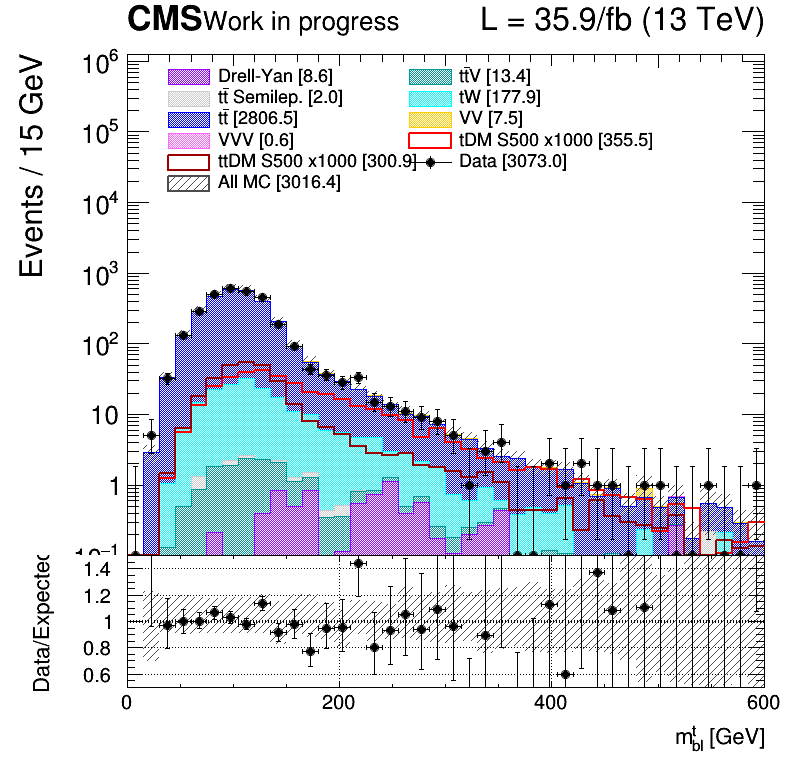 CMS Work in progress L = 35.9/fb (13 TeV)
Events / 15 GeV
10⁶
10⁵
10⁴
10³
10²
10
1
10⁻¹
Drell-Yan [8.6]
tt̄V [13.4]
tt̄ Semilep. [2.0]
tW [177.9]
tt̄ [2806.5]
VV [7.5]
VVV [0.6]
tDM S500 x1000 [355.5]
ttDM S500 x1000 [300.9]
Data [3073.0]
All MC [3016.4]
Data/Expected
1.4
1.2
1
0.8
0.6
0 200 400 600
m^t_bl [GeV]